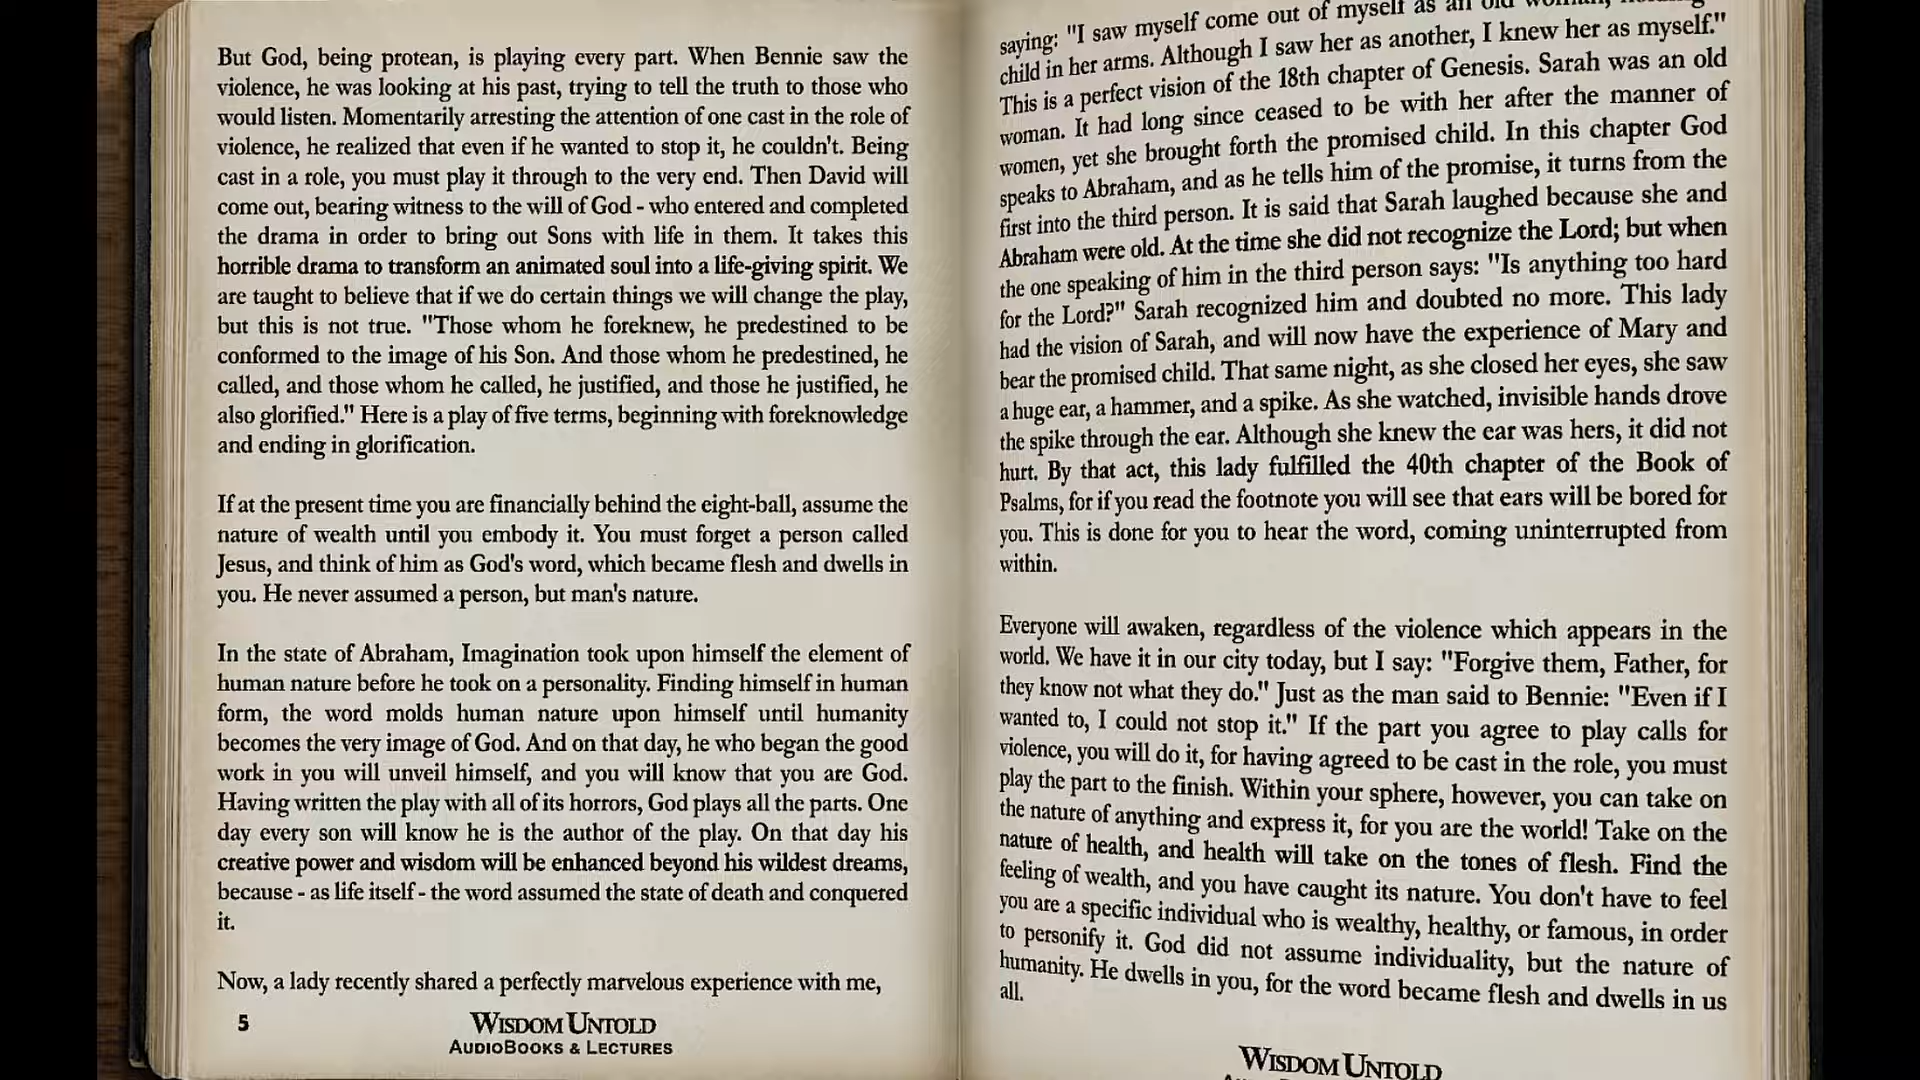 But God, being protean, is playing every part. When Bennie saw the
violence, he was looking at his past, trying to tell the truth to those who
would listen. Momentarily arresting the attention of one cast in the role of
violence, he realized that even if he wanted to stop it, he couldn't. Being
cast in a role, you must play it through to the very end. Then David will
come out, bearing witness to the will of God - who entered and completed
the drama in order to bring out Sons with life in them. It takes this
horrible drama to transform an animated soul into a life-giving spirit. We
are taught to believe that if we do certain things we will change the play,
but this is not true. "Those whom he foreknew, he predestined to be
conformed to the image of his Son. And those whom he predestined, he
called, and those whom he called, he justified, and those he justified, he
also glorified." Here is a play of five terms, beginning with foreknowledge
and ending in glorification.
If at the present time you are financially behind the eight-ball, assume the
nature of wealth until you embody it. You must forget a person called
Jesus, and think of him as God's word, which became flesh and dwells in
you. He never assumed a person, but man's nature.
In the state of Abraham, Imagination took upon himself the element of
human nature before he took on a personality. Finding himself in human
form, the word molds human nature upon himself until humanity
becomes the very image of God. And on that day, he who began the good
work in you will unveil himself, and you will know that you are God.
Having written the play with all of its horrors, God plays all the parts. One
day every son will know he is the author of the play. On that day his
creative power and wisdom will be enhanced beyond his wildest dreams,
because - as life itself - the word assumed the state of death and conquered
it.
Now, a lady recently shared a perfectly marvelous experience with me,
5
WISDOM UNTOLD
AUDIOBOOKS & LECTURES
saying: "I saw myself come out of myself as an old
child in her arms. Although I saw her as another, I knew her as myself."
This is a perfect vision of the 18th chapter of Genesis. Sarah was an old
woman. It had long since ceased to be with her after the manner of
women, yet she brought forth the promised child. In this chapter God
speaks to Abraham, and as he tells him of the promise, it turns from the
first into the third person. It is said that Sarah laughed because she and
Abraham were old. At the time she did not recognize the Lord; but when
the one speaking of him in the third person says: "Is anything too hard
for the Lord?" Sarah recognized him and doubted no more. This lady
had the vision of Sarah, and will now have the experience of Mary and
bear the promised child. That same night, as she closed her eyes, she saw
a huge ear, a hammer, and a spike. As she watched, invisible hands drove
the spike through the ear. Although she knew the ear was hers, it did not
hurt. By that act, this lady fulfilled the 40th chapter of the Book of
Psalms, for if you read the footnote you will see that ears will be bored for
you. This is done for you to hear the word, coming uninterrupted from
within.
Everyone will awaken, regardless of the violence which appears in the
world. We have it in our city today, but I say: "Forgive them, Father, for
they know not what they do." Just as the man said to Bennie: "Even if I
wanted to, I could not stop it." If the part you agree to play calls for
violence, you will do it, for having agreed to be cast in the role, you must
play the part to the finish. Within your sphere, however, you can take on
the nature of anything and express it, for you are the world! Take on the
nature of health, and health will take on the tones of flesh. Find the
feeling of wealth, and you have caught its nature. You don't have to feel
you are a specific individual who is wealthy, healthy, or famous, in order
to personify it. God did not assume individuality, but the nature of
humanity. He dwells in you, for the word became flesh and dwells in us
all.
WISDOM UNTOLD